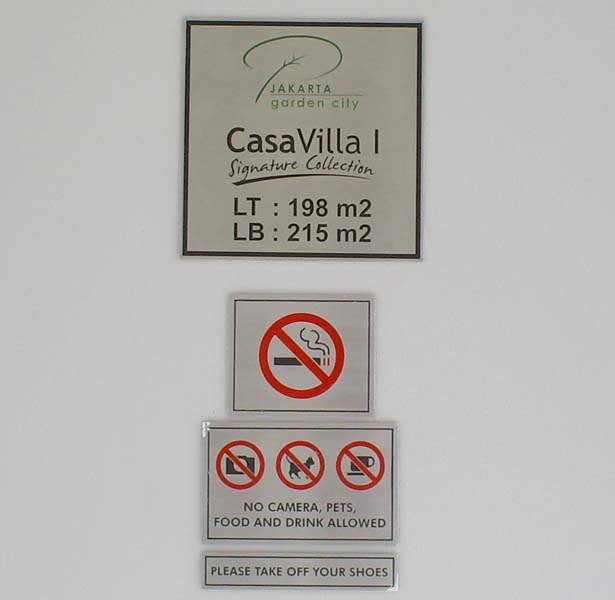 JAKARTA
garden city
CasaVilla I
Signature Collection
LT : 198 m2
LB : 215 m2
NO CAMERA, PETS,
FOOD AND DRINK ALLOWED
PLEASE TAKE OFF YOUR SHOES